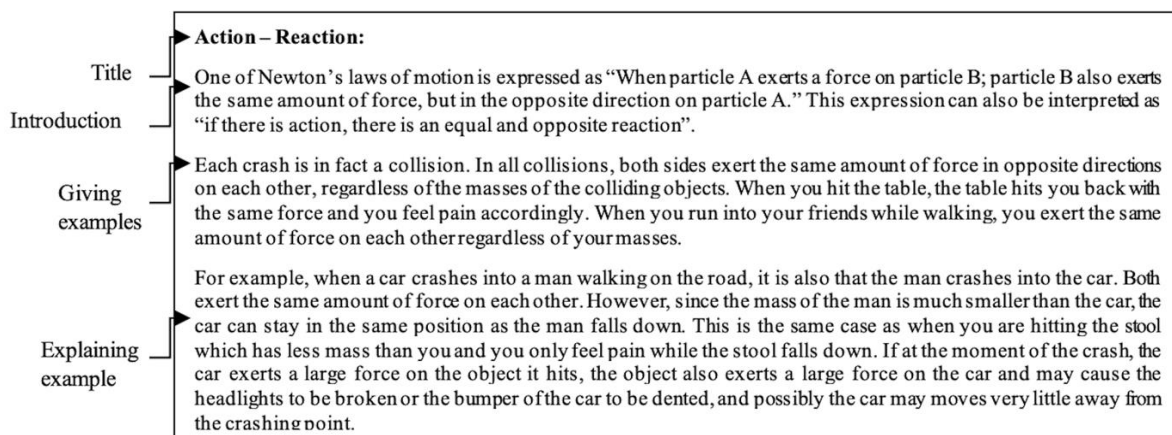 Title
Introduction
Giving
examples
Explaining
example
Action – Reaction:
One of Newton's laws of motion is expressed as “When particle A exerts a force on particle B; particle B also exerts
the same amount of force, but in the opposite direction on particle A.” This expression can also be interpreted as
“if there is action, there is an equal and opposite reaction”.
Each crash is in fact a collision. In all collisions, both sides exert the same amount of force in opposite directions
on each other, regardless of the masses of the colliding objects. When you hit the table, the table hits you back with
the same force and you feel pain accordingly. When you run into your friends while walking, you exert the same
amount of force on each other regardless of your masses.
For example, when a car crashes into a man walking on the road, it is also that the man crashes into the car. Both
exert the same amount of force on each other. However, since the mass of the man is much smaller than the car, the
car can stay in the same position as the man falls down. This is the same case as when you are hitting the stool
which has less mass than you and you only feel pain while the stool falls down. If at the moment of the crash, the
car exerts a large force on the object it hits, the object also exerts a large force on the car and may cause the
headlights to be broken or the bumper of the car to be dented, and possibly the car may moves very little away from
the crashing point.